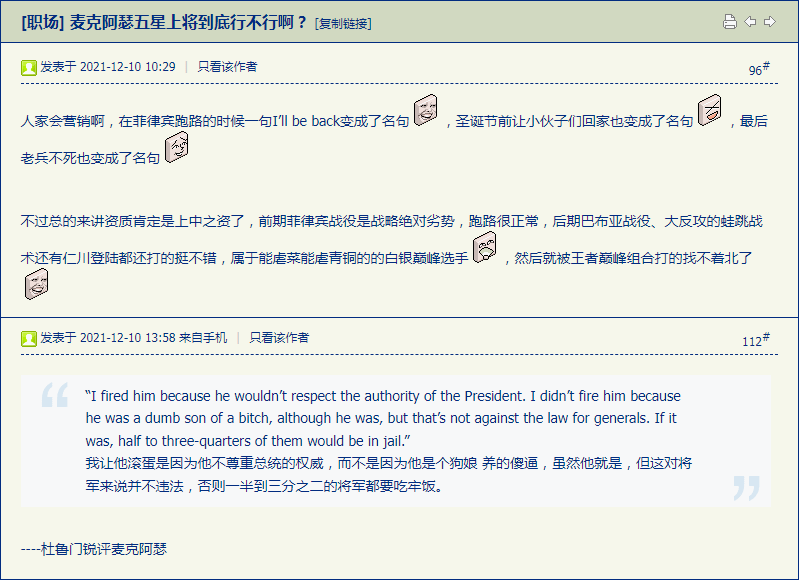 [职场] 麦克阿瑟五星上将到底行不行啊？ [复制链接]
发表于 2021-12-10 10:29 | 只看该作者
96#
人家会营销啊，在菲律宾跑路的时候一句I’ll be back变成了名句 ，圣诞节前让小伙子们回家也变成了名句 ，最后
老兵不死也变成了名句
不过总的来讲资质肯定是上中之资了，前期菲律宾战役是战略绝对劣势，跑路很正常，后期巴布亚战役、大反攻的蛙跳战
术还有仁川登陆都还打的挺不错，属于能虐菜能虐青铜的的白银巅峰选手 ，然后就被王者巅峰组合打的找不着北了
发表于 2021-12-10 13:58 来自手机 | 只看该作者
112#
“I fired him because he wouldn’t respect the authority of the President. I didn’t fire him because
he was a dumb son of a bitch, although he was, but that’s not against the law for generals. If it
was, half to three-quarters of them would be in jail.”
我让他滚蛋是因为他不尊重总统的权威，而不是因为他是个狗娘 养的傻逼，虽然他就是，但这对将
军来说并不违法，否则一半到三分之二的将军都要吃牢饭。
----杜鲁门锐评麦克阿瑟